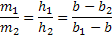 m₁/m₂ = h₁/h₂ = (b − b₂)/(b₁ − b)